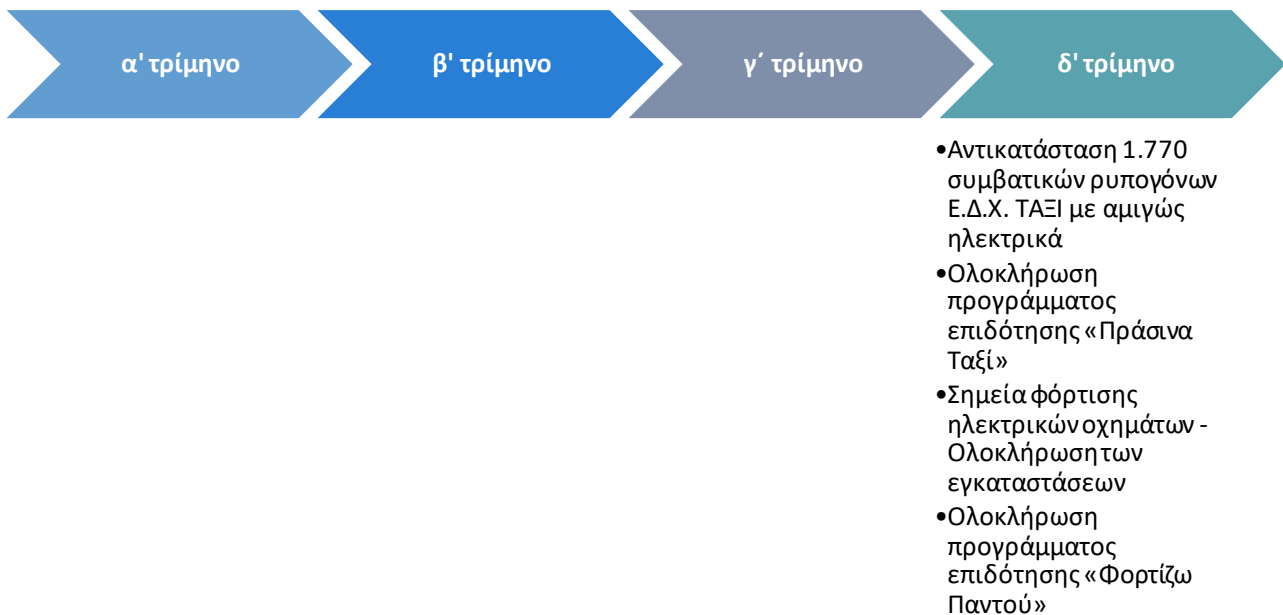 α' τρίμηνο
β' τρίμηνο
γ΄ τρίμηνο
δ' τρίμηνο
•Αντικατάσταση 1.770
συμβατικών ρυπογόνων
Ε.Δ.Χ. ΤΑΞΙ με αμιγώς
ηλεκτρικά
•Ολοκλήρωση
προγράμματος
επιδότησης «Πράσινα
Ταξί»
•Σημεία φόρτισης
ηλεκτρικών οχημάτων -
Ολοκλήρωση των
εγκαταστάσεων
•Ολοκλήρωση
προγράμματος
επιδότησης «Φορτίζω
Παντού»